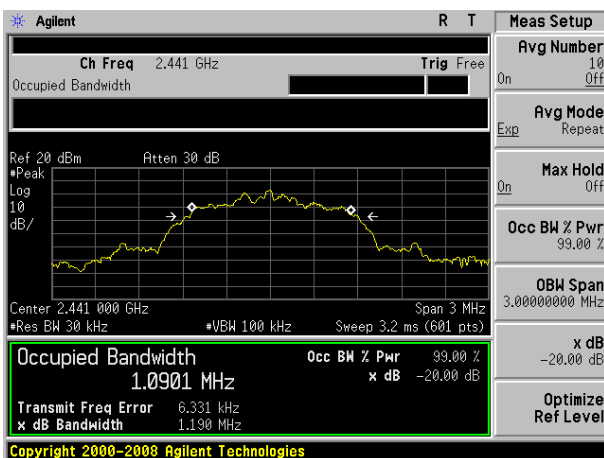 Agilent R T Meas Setup
Avg Number
10
On Off
Ch Freq 2.441 GHz Trig Free
Occupied Bandwidth
Avg Mode
Exp Repeat
Ref 20 dBm Atten 30 dB
#Peak
Log
10
dB/
Max Hold
On Off
Occ BW % Pwr
99.00 %
OBW Span
3.00000000 MHz
Center 2.441 000 GHz Span 3 MHz
#Res BW 30 kHz #VBW 100 kHz Sweep 3.2 ms (601 pts)
x dB
-20.00 dB
Occupied Bandwidth Occ BW % Pwr 99.00 %
1.0901 MHz x dB -20.00 dB
Transmit Freq Error 6.331 kHz
x dB Bandwidth 1.190 MHz
Optimize
Ref Level
Copyright 2000-2008 Agilent Technologies